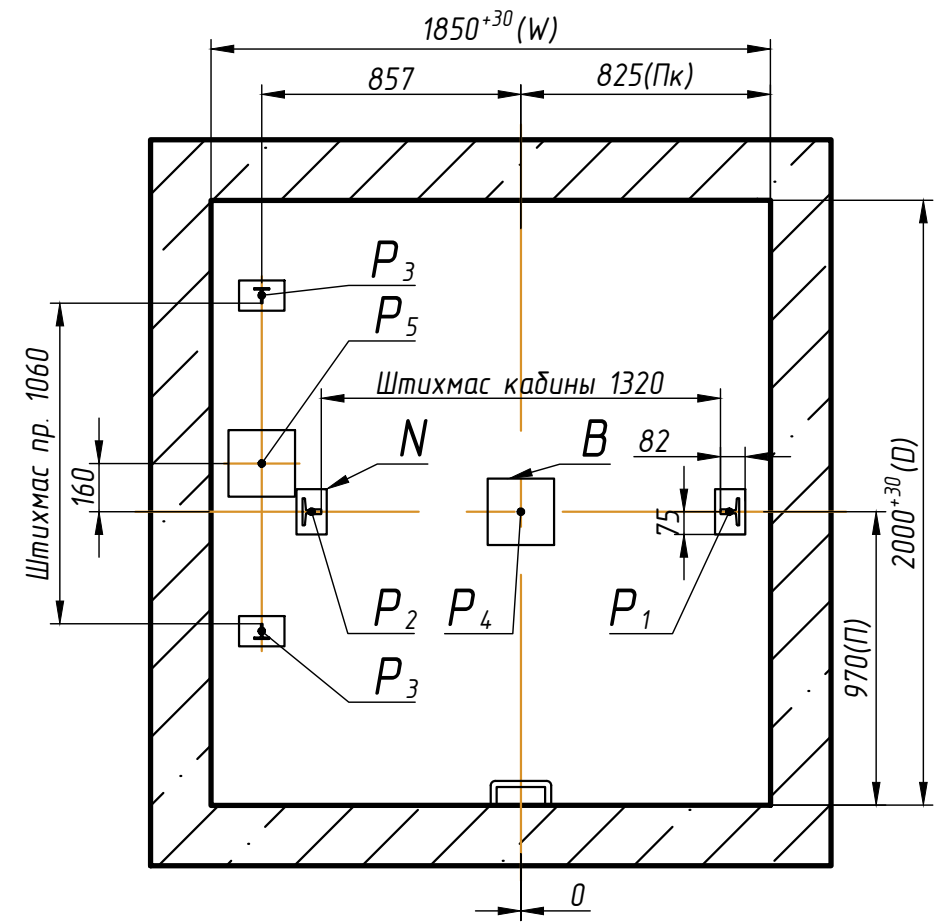 1850⁺³⁰(W)
857
825(Пк)
P₃
P₅
Штихмас пр. 1060
Штихмас кабины 1320
N
B
82
160
75
2000⁺³⁰(D)
P₂
P₄
P₁
970(П)
P₃
0